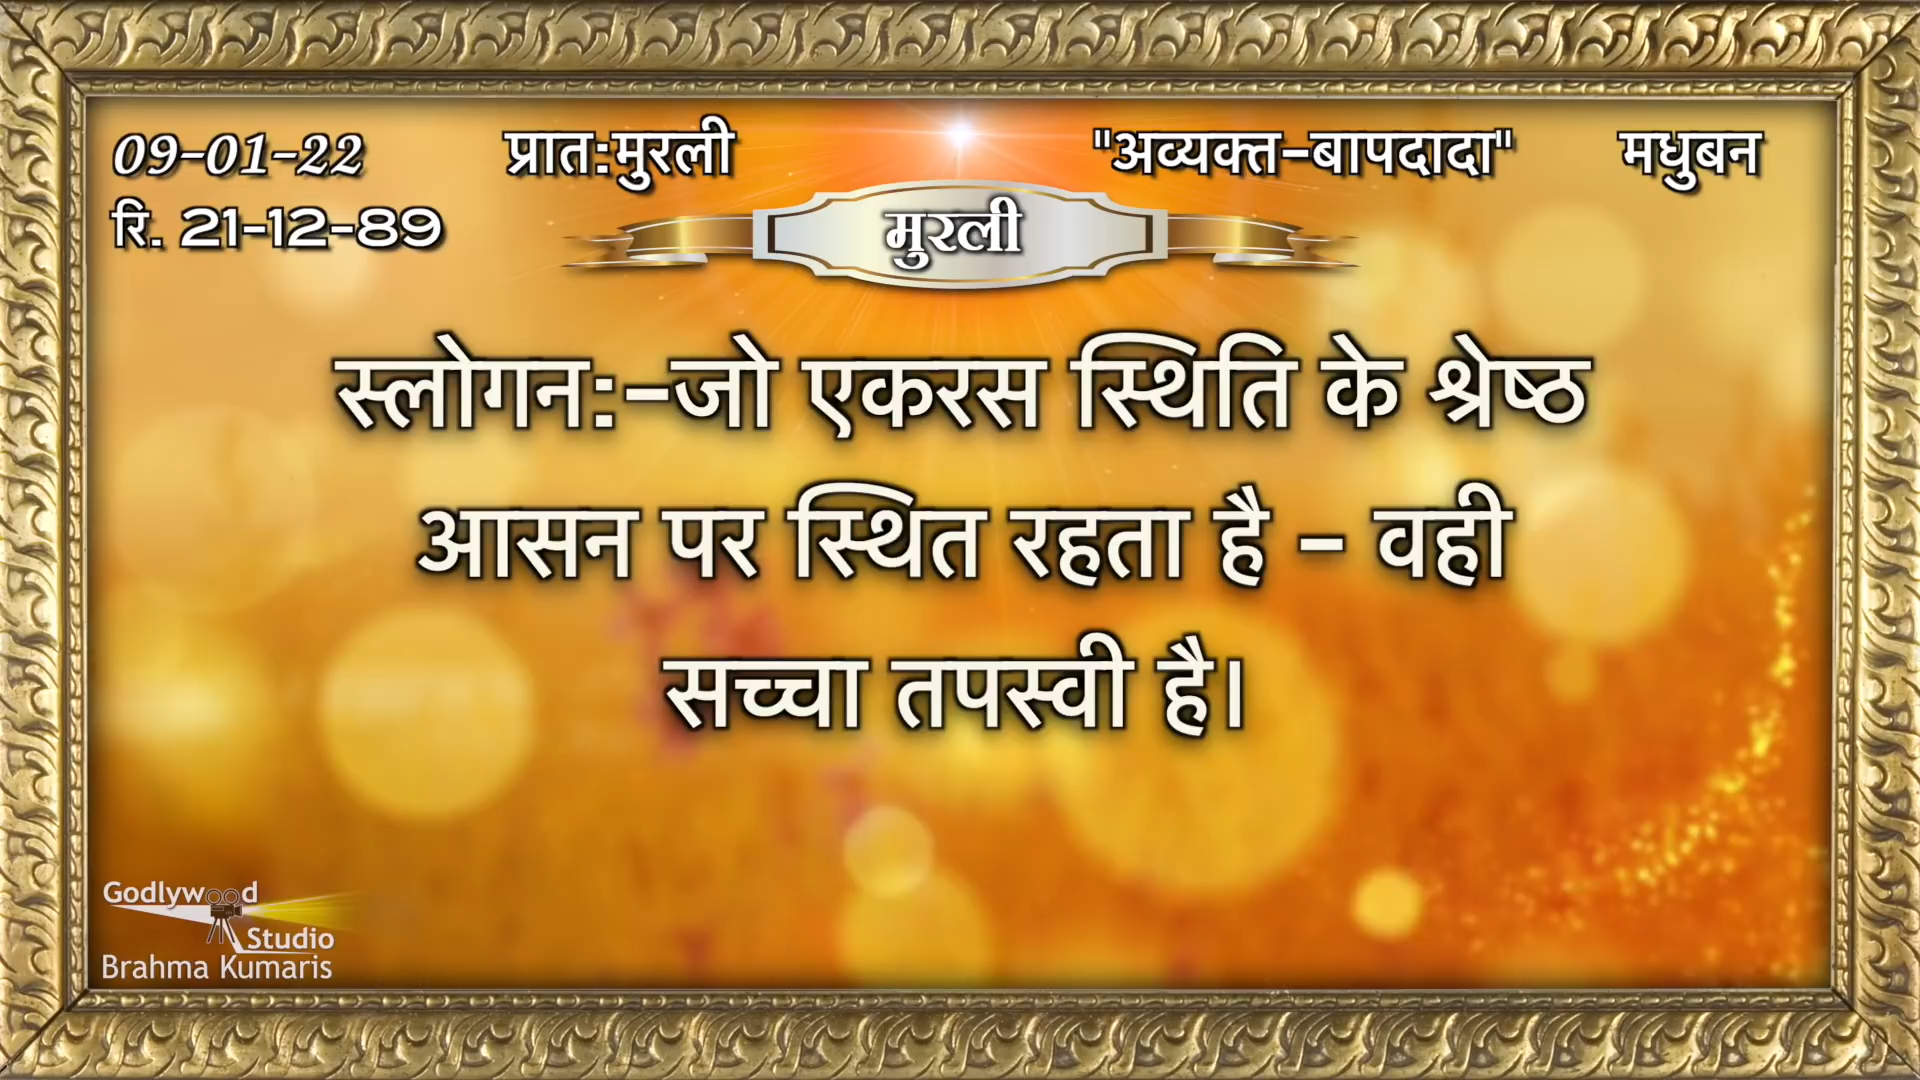 09-01-22 प्रात:मुरली "अव्यक्त-बापदादा" मधुबन
रि. 21-12-89
मुरली
स्लोगन:-जो एकरस स्थिति के श्रेष्ठ
आसन पर स्थित रहता है - वही
सच्चा तपस्वी है।
Godlywood
Studio
Brahma Kumaris